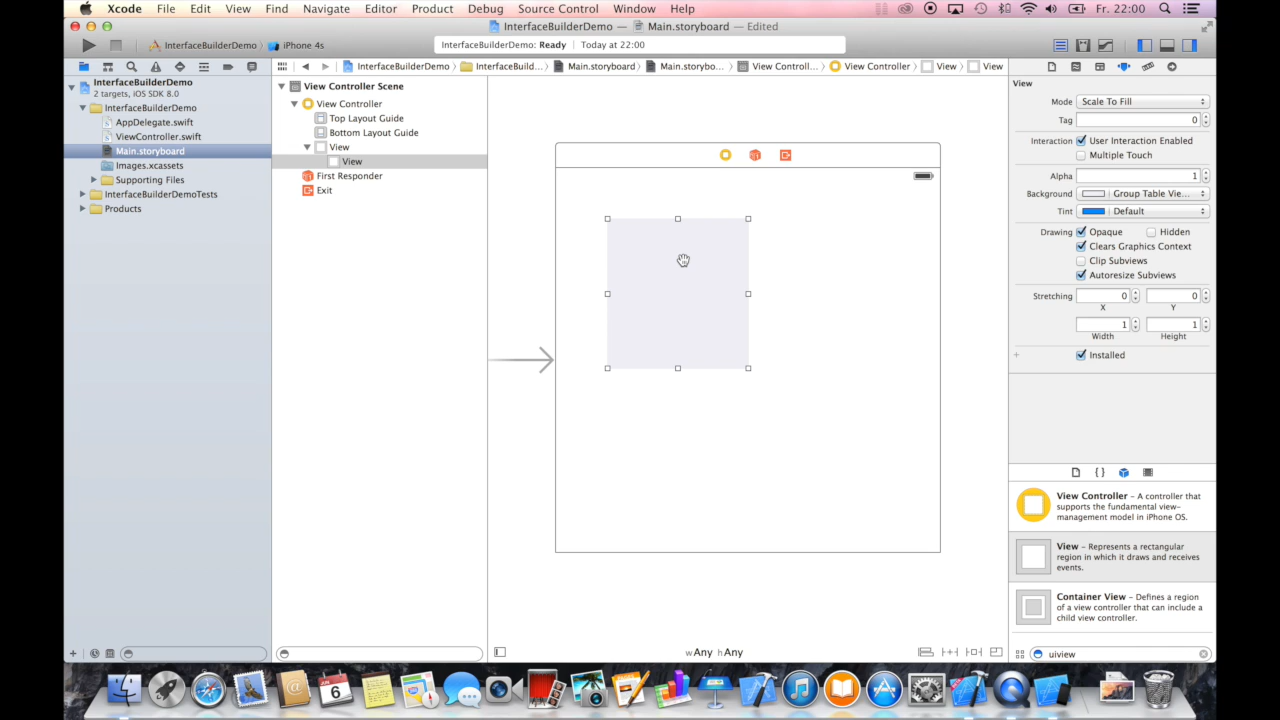 Xcode File Edit View Find Navigate Editor Product Debug Source Control Window Help Fr. 22:00
InterfaceBuilderDemo — Main.storyboard — Edited
InterfaceBuilderDemo iPhone 4s
InterfaceBuilderDemo: Ready Today at 22:00
InterfaceBuilderDemo InterfaceBuild... Main.storyboard Main.storybo... View Controll... View Controller View View
InterfaceBuilderDemo
2 targets, iOS SDK 8.0
InterfaceBuilderDemo
AppDelegate.swift
ViewController.swift
Main.storyboard
Images.xcassets
Supporting Files
InterfaceBuilderDemoTests
Products
View Controller Scene
View Controller
Top Layout Guide
Bottom Layout Guide
View
View
First Responder
Exit
wAny hAny
View
Mode Scale To Fill
Tag 0
Interaction User Interaction Enabled
Multiple Touch
Alpha 1
Background Group Table Vie...
Tint Default
Drawing Opaque Hidden
Clears Graphics Context
Clip Subviews
Autoresize Subviews
Stretching 0 0
X Y
1 1
Width Height
Installed
{ }
View Controller – A controller that
supports the fundamental view-
management model in iPhone OS.
View – Represents a rectangular
region in which it draws and receives
events.
Container View – Defines a region
of a view controller that can include a
child view controller.
uiview
6